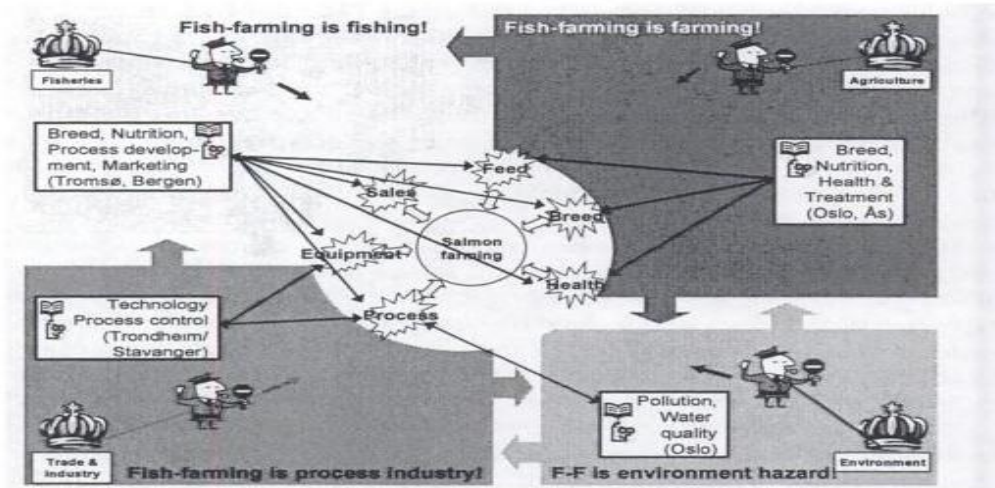 Fish-farming is fishing!
Fish-farming is farming!
Fisheries
Agriculture
Breed, Nutrition,
Process develop-
ment, Marketing
(Tromsø, Bergen)
Breed,
Nutrition,
Health &
Treatment
(Oslo, Ås)
Feed
Sales
Breed
Salmon
farming
Equipment
Health
Process
Technology
Process control
(Trondheim/
Stavanger)
Pollution,
Water
quality
(Oslo)
Trade &
Industry
Environment
Fish-farming is process industry!
F-F is environment hazard!